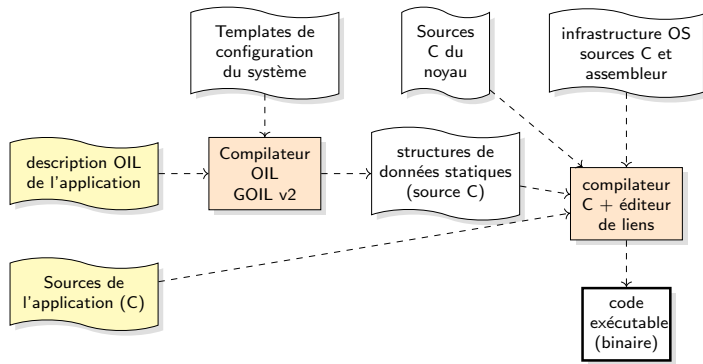 Templates de
configuration
du système
Sources
C du
noyau
infrastructure OS
sources C et
assembleur
description OIL
de l'application
Compilateur
OIL
GOIL v2
structures de
données statiques
(source C)
compilateur
C + éditeur
de liens
Sources de
l'application (C)
code
exécutable
(binaire)